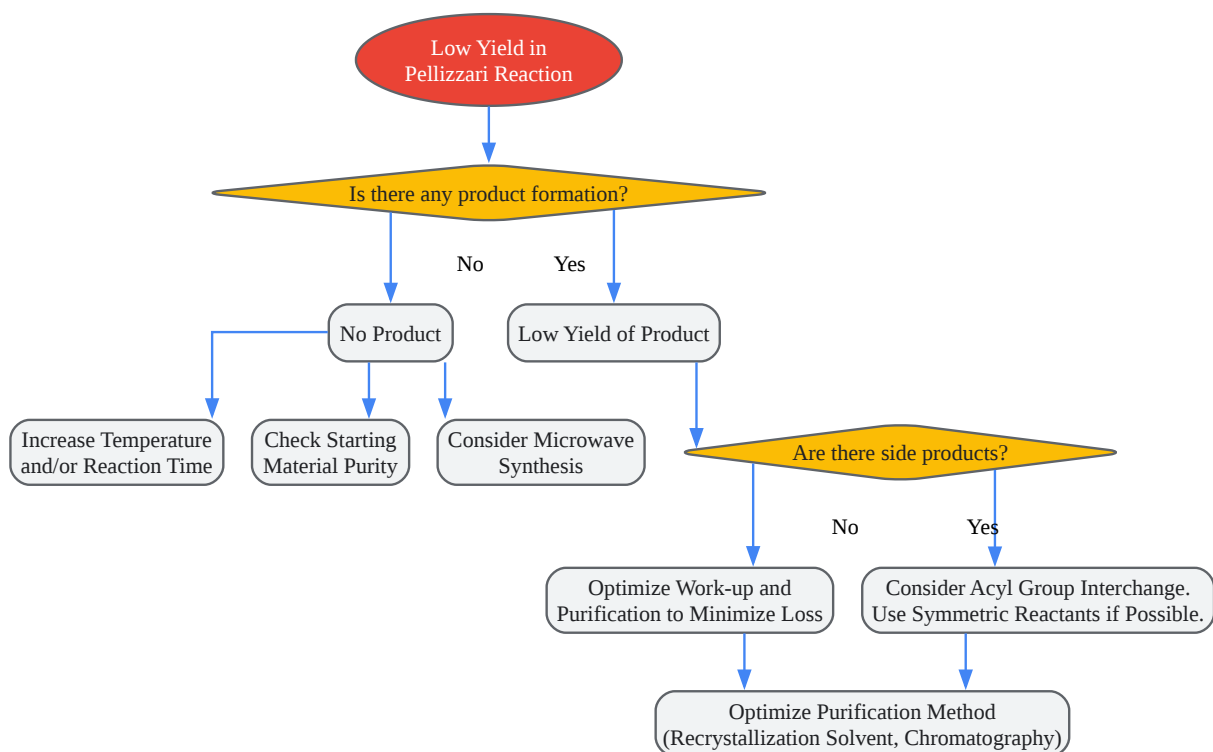 Low Yield in
Pellizzari Reaction
Is there any product formation?
No
Yes
No Product
Low Yield of Product
Increase Temperature
and/or Reaction Time
Check Starting
Material Purity
Consider Microwave
Synthesis
Are there side products?
No
Yes
Optimize Work-up and
Purification to Minimize Loss
Consider Acyl Group Interchange.
Use Symmetric Reactants if Possible.
Optimize Purification Method
(Recrystallization Solvent, Chromatography)